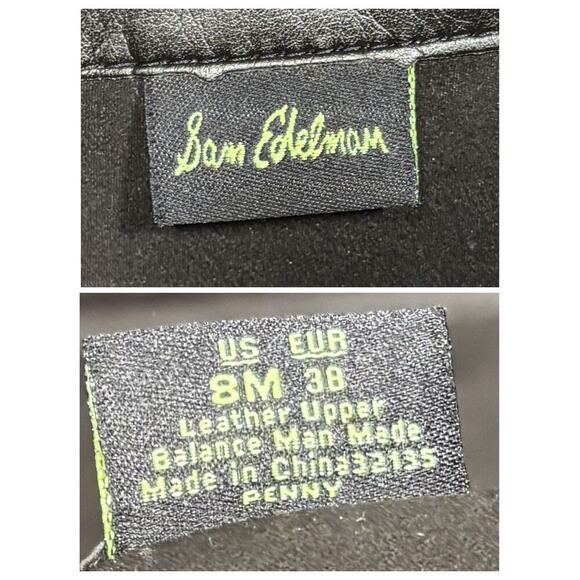 Sam Edelman
US EUR
8M 38
Leather Upper
Balance Man Made
Made in China32135
PENNY